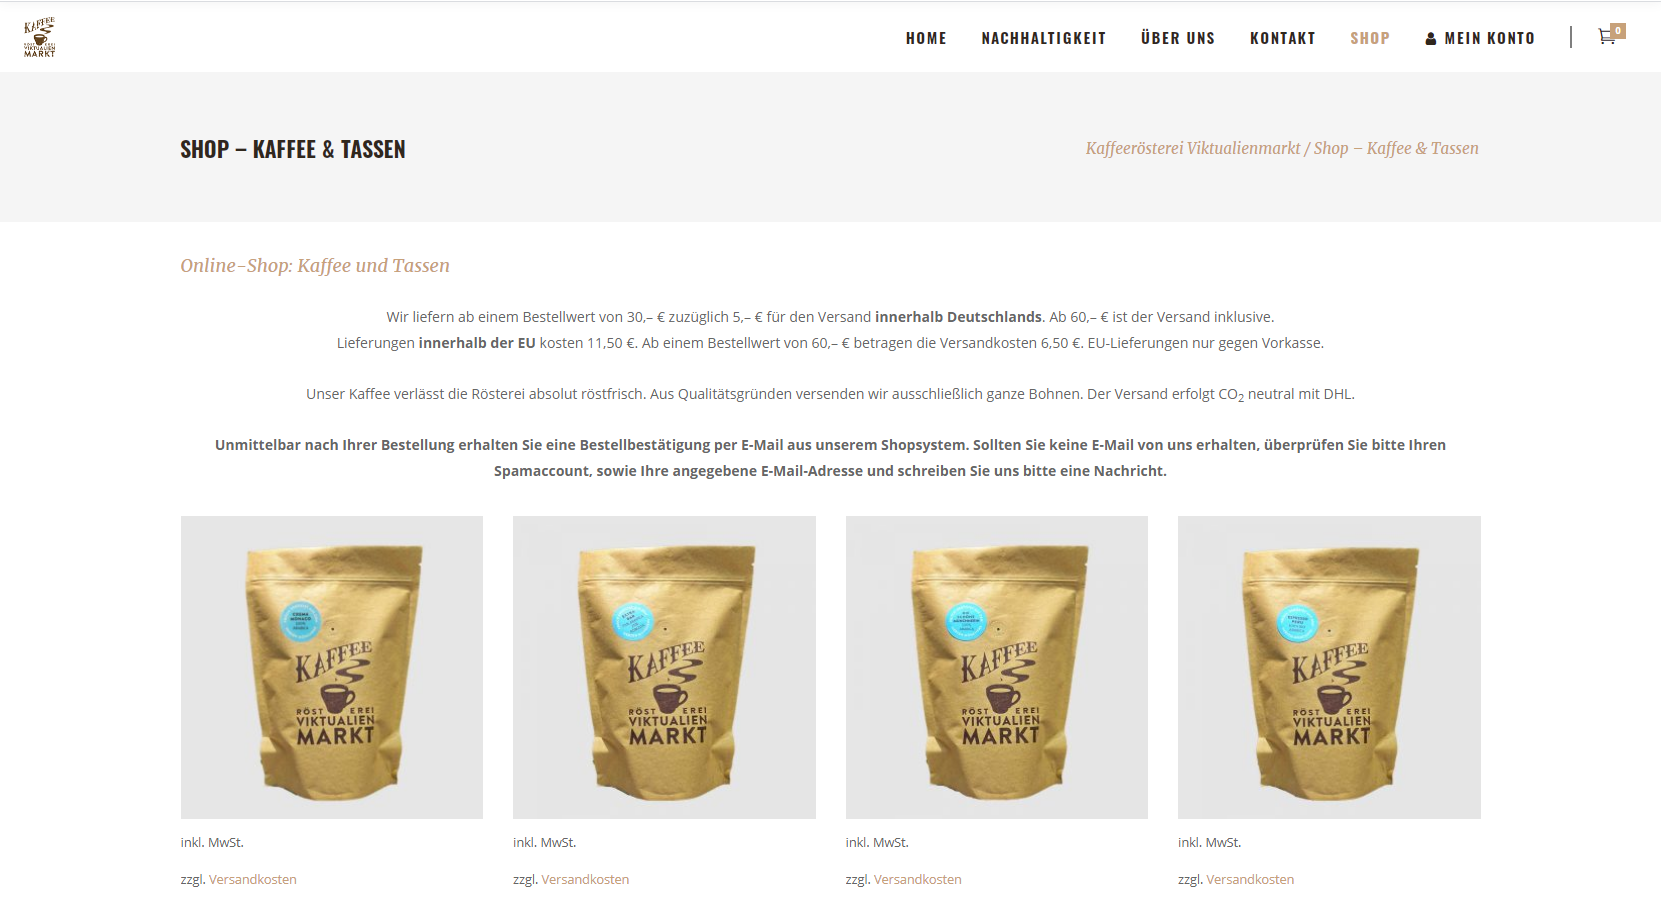 KAFFEE
RÖSTEREI
VIKTUALIEN
MARKT
HOME NACHHALTIGKEIT ÜBER UNS KONTAKT SHOP MEIN KONTO 0
SHOP – KAFFEE & TASSEN
Kaffeerösterei Viktualienmarkt / Shop – Kaffee & Tassen
Online-Shop: Kaffee und Tassen
Wir liefern ab einem Bestellwert von 30,– € zuzüglich 5,– € für den Versand innerhalb Deutschlands. Ab 60,– € ist der Versand inklusive.
Lieferungen innerhalb der EU kosten 11,50 €. Ab einem Bestellwert von 60,– € betragen die Versandkosten 6,50 €. EU-Lieferungen nur gegen Vorkasse.
Unser Kaffee verlässt die Rösterei absolut röstfrisch. Aus Qualitätsgründen versenden wir ausschließlich ganze Bohnen. Der Versand erfolgt CO₂ neutral mit DHL.
Unmittelbar nach Ihrer Bestellung erhalten Sie eine Bestellbestätigung per E-Mail aus unserem Shopsystem. Sollten Sie keine E-Mail von uns erhalten, überprüfen Sie bitte Ihren
Spamaccount, sowie Ihre angegebene E-Mail-Adresse und schreiben Sie uns bitte eine Nachricht.
CREMA
MONACO
100%
ARABICA
KAFFEE
RÖSTEREI
VIKTUALIEN
MARKT
KAFFEE
RÖSTEREI
VIKTUALIEN
MARKT
KAFFEE
RÖSTEREI
VIKTUALIEN
MARKT
ESPRESSO
KAFFEE
RÖSTEREI
VIKTUALIEN
MARKT
inkl. MwSt. inkl. MwSt. inkl. MwSt. inkl. MwSt.
zzgl. Versandkosten zzgl. Versandkosten zzgl. Versandkosten zzgl. Versandkosten